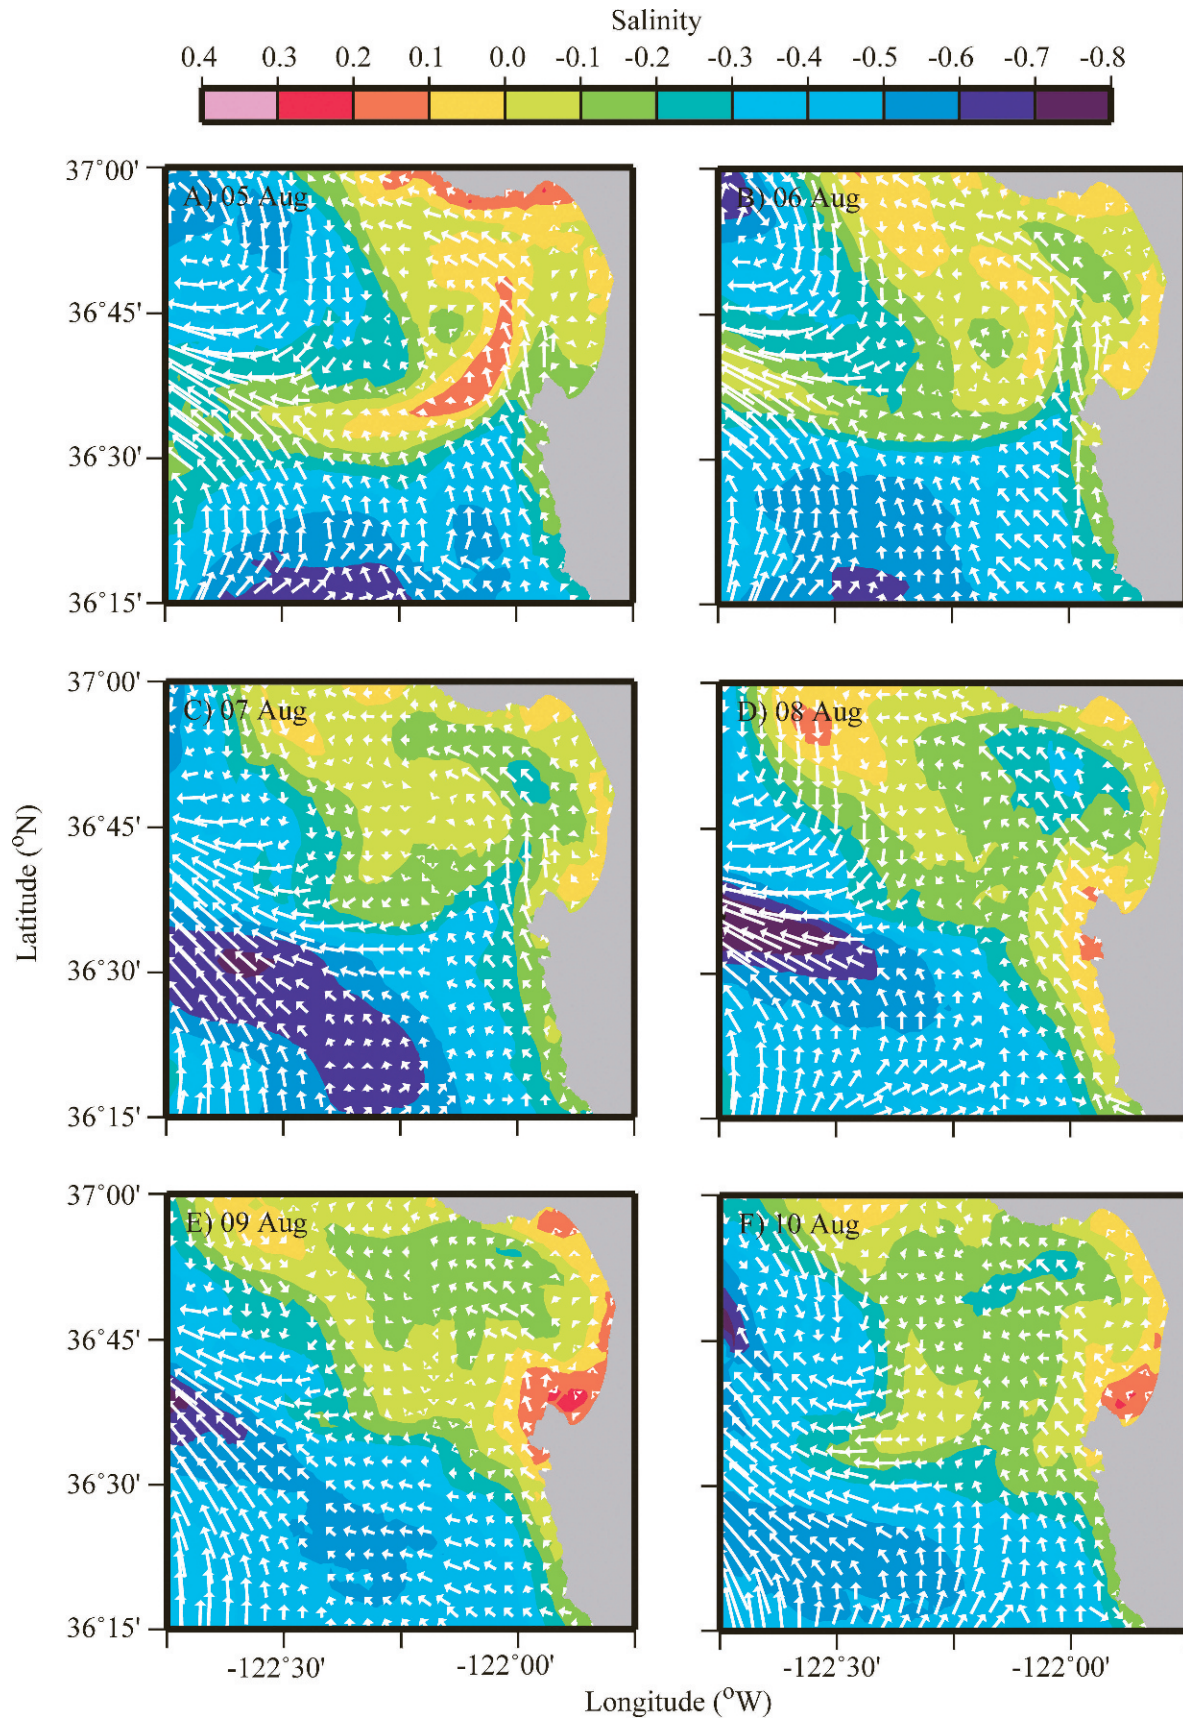 Salinity
0.4 0.3 0.2 0.1 0.0 -0.1 -0.2 -0.3 -0.4 -0.5 -0.6 -0.7 -0.8
37°00'
A) 05 Aug
B) 06 Aug
36°45'
36°30'
36°15'
37°00'
C) 07 Aug
D) 08 Aug
36°45'
Latitude (°N)
36°30'
36°15'
37°00'
E) 09 Aug
F) 10 Aug
36°45'
36°30'
36°15'
-122°30' -122°00' -122°30' -122°00'
Longitude (°W)